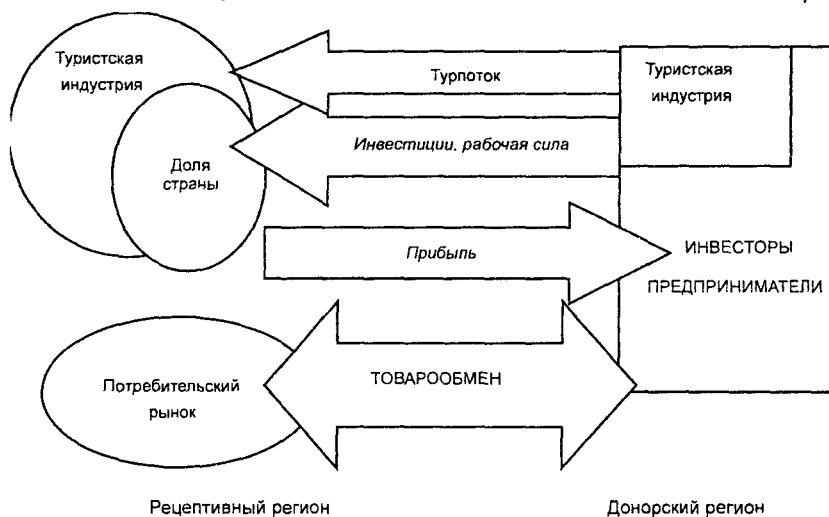 Туристская
индустрия
Турпоток
Туристская
индустрия
Инвестиции, рабочая сила
Доля
страны
Прибыль
ИНВЕСТОРЫ
ПРЕДПРИНИМАТЕЛИ
ТОВАРООБМЕН
Потребительский
рынок
Рецептивный регион
Донорский регион